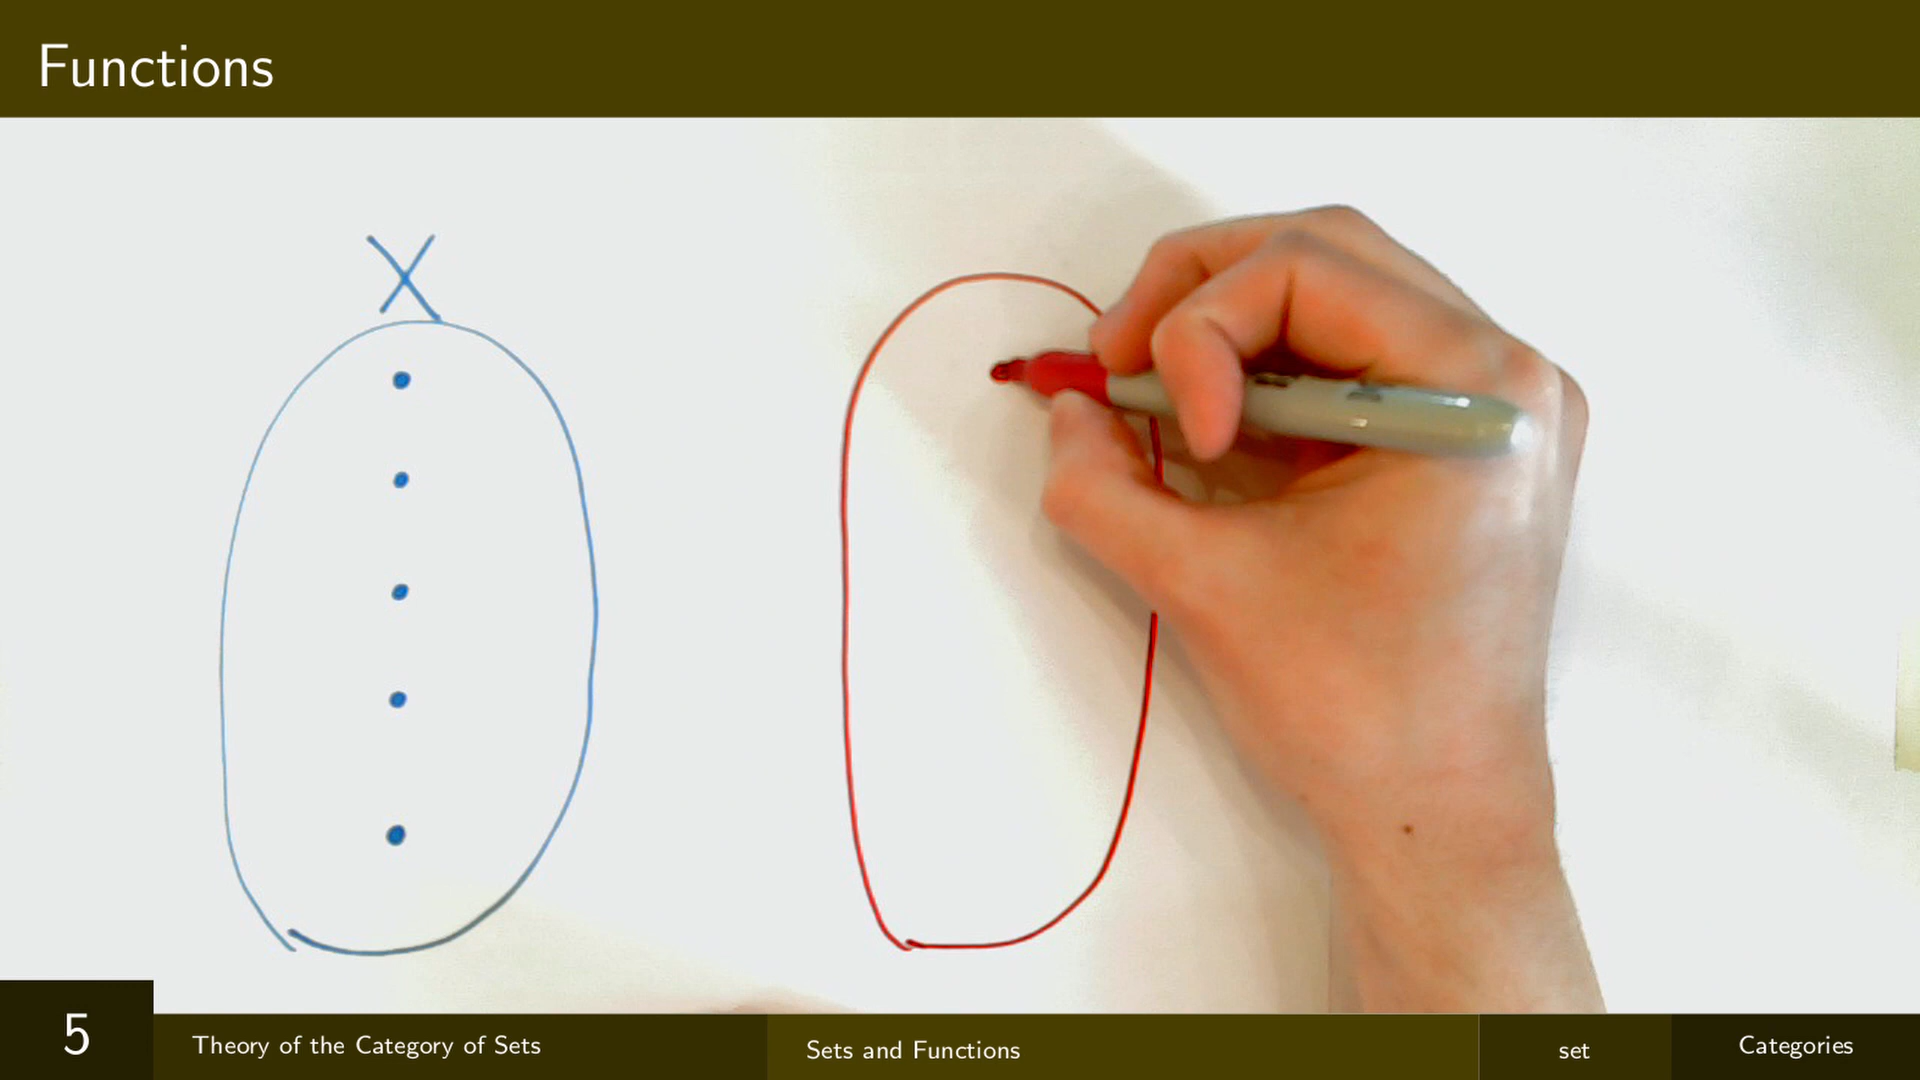 Functions
X
5
Theory of the Category of Sets
Sets and Functions
set
Categories